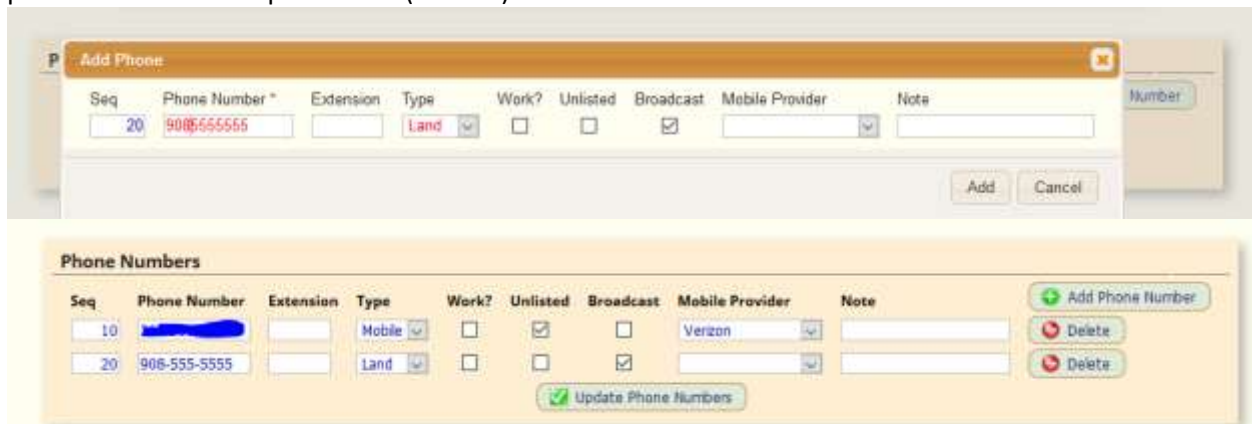 P Add Phone
Number
Seq Phone Number * Extension Type Work? Unlisted Broadcast Mobile Provider Note
20 9085555555 Land
Add Cancel
Phone Numbers
Add Phone Number
Seq Phone Number Extension Type Work? Unlisted Broadcast Mobile Provider Note
10 Mobile Verizon Delete
20 908-555-5555 Land Delete
Update Phone Numbers